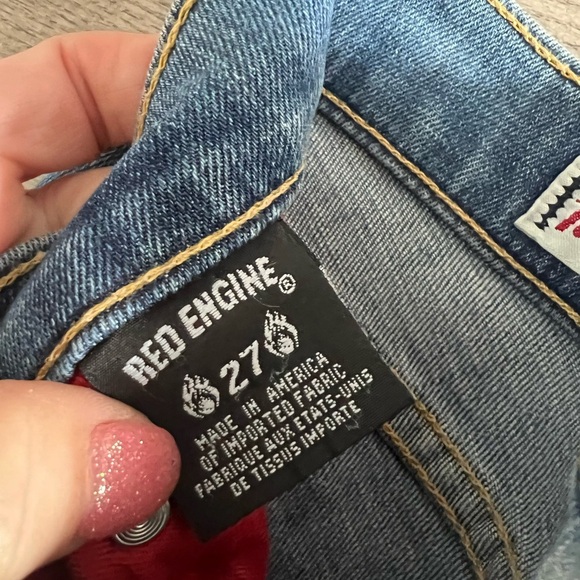 RED ENGINE®
27
MADE IN AMERICA
OF IMPORTED FABRIC
FABRIQUE AUX ETATS-UNIS
DE TISSUS IMPORTE